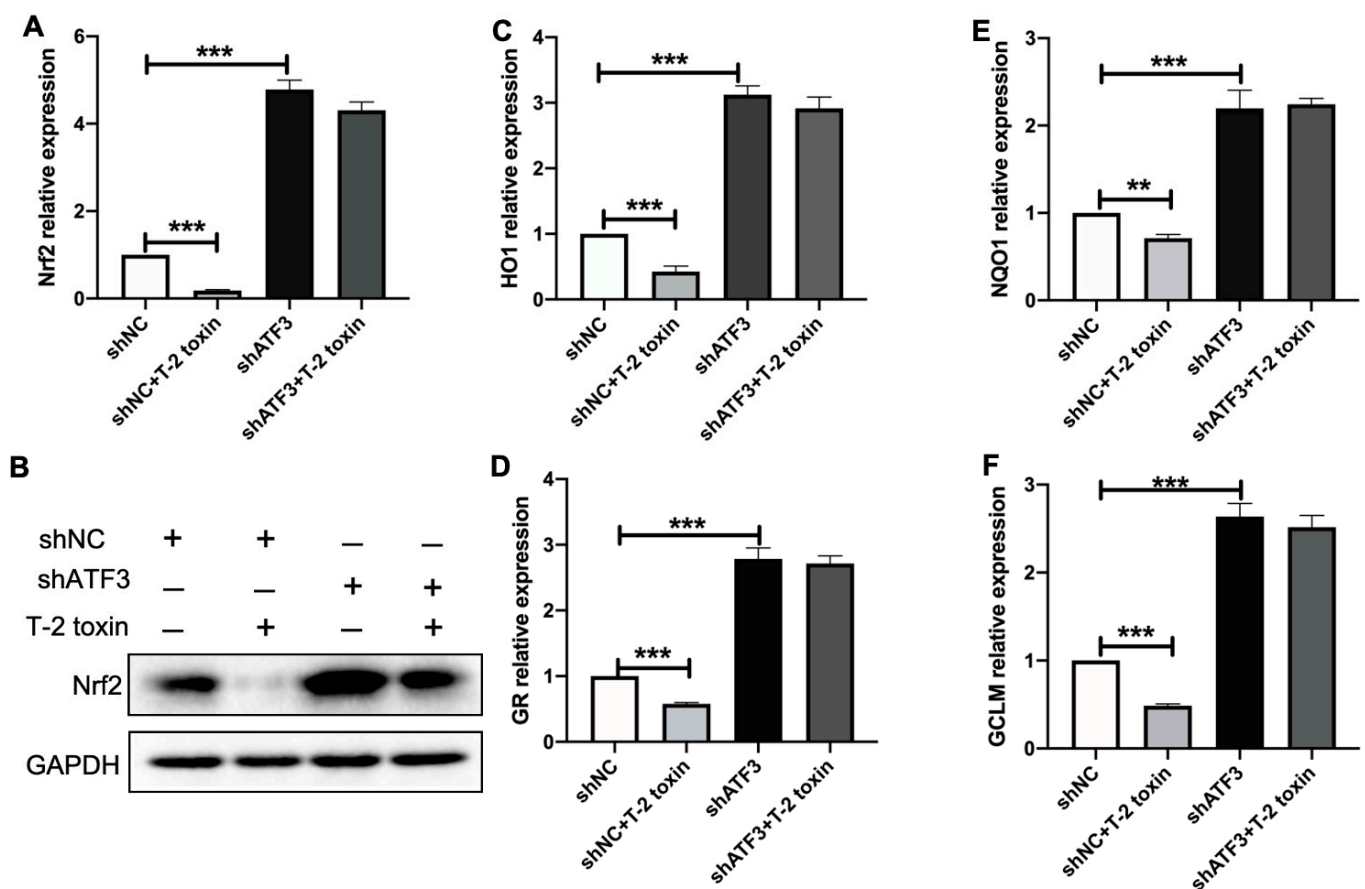 A
Nrf2 relative expression
6
4
2
0
***
***
shNC
shNC+T-2 toxin
shATF3
shATF3+T-2 toxin
B
shNC + + – –
shATF3 – – + +
T-2 toxin – + – +
Nrf2
GAPDH
C
HO1 relative expression
4
3
2
1
0
***
***
shNC
shNC+T-2 toxin
shATF3
shATF3+T-2 toxin
D
GR relative expression
4
3
2
1
0
***
***
shNC
shNC+T-2 toxin
shATF3
shATF3+T-2 toxin
E
NQO1 relative expression
3
2
1
0
***
**
shNC
shNC+T-2 toxin
shATF3
shATF3+T-2 toxin
F
GCLM relative expression
3
2
1
0
***
***
shNC
shNC+T-2 toxin
shATF3
shATF3+T-2 toxin